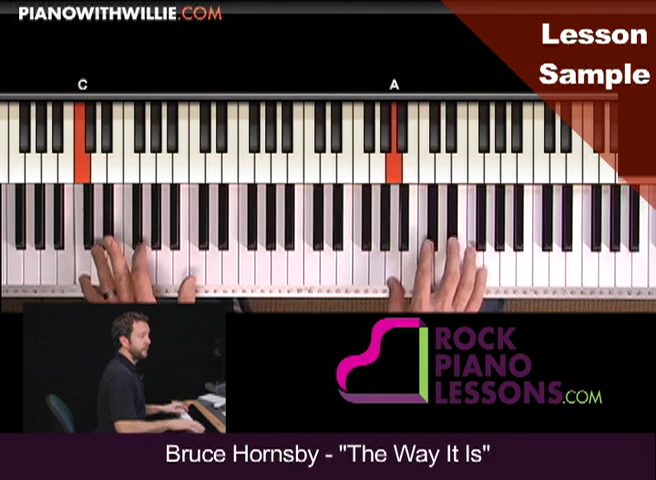 PIANOWITHWILLIE.COM
Lesson
Sample
C
A
ROCK
PIANO
LESSONS.COM
Bruce Hornsby - "The Way It Is"